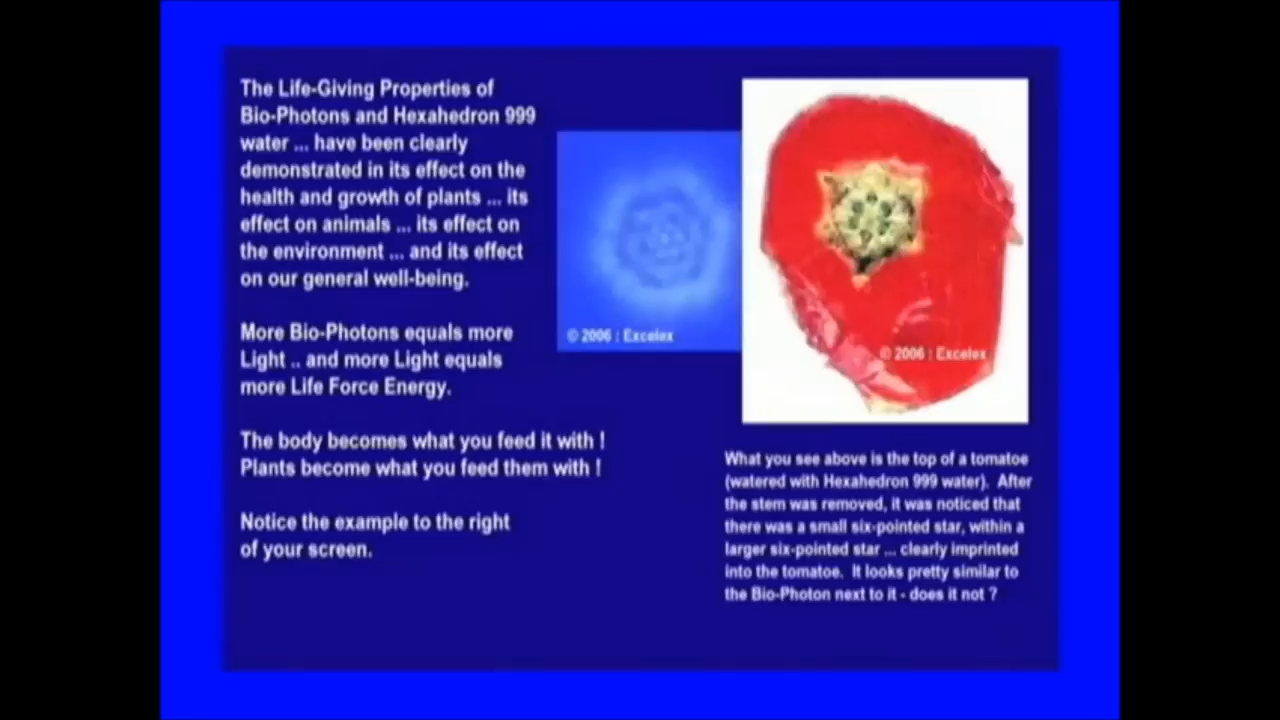 The Life-Giving Properties of
Bio-Photons and Hexahedron 999
water ... have been clearly
demonstrated in its effect on the
health and growth of plants ... its
effect on animals ... its effect on
the environment ... and its effect
on our general well-being.
More Bio-Photons equals more
Light .. and more Light equals
more Life Force Energy.
The body becomes what you feed it with !
Plants become what you feed them with !
Notice the example to the right
of your screen.
© 2006 : Excelex
© 2006 : Excelex
What you see above is the top of a tomatoe
(watered with Hexahedron 999 water). After
the stem was removed, it was noticed that
there was a small six-pointed star, within a
larger six-pointed star ... clearly imprinted
into the tomatoe. It looks pretty similar to
the Bio-Photon next to it - does it not ?